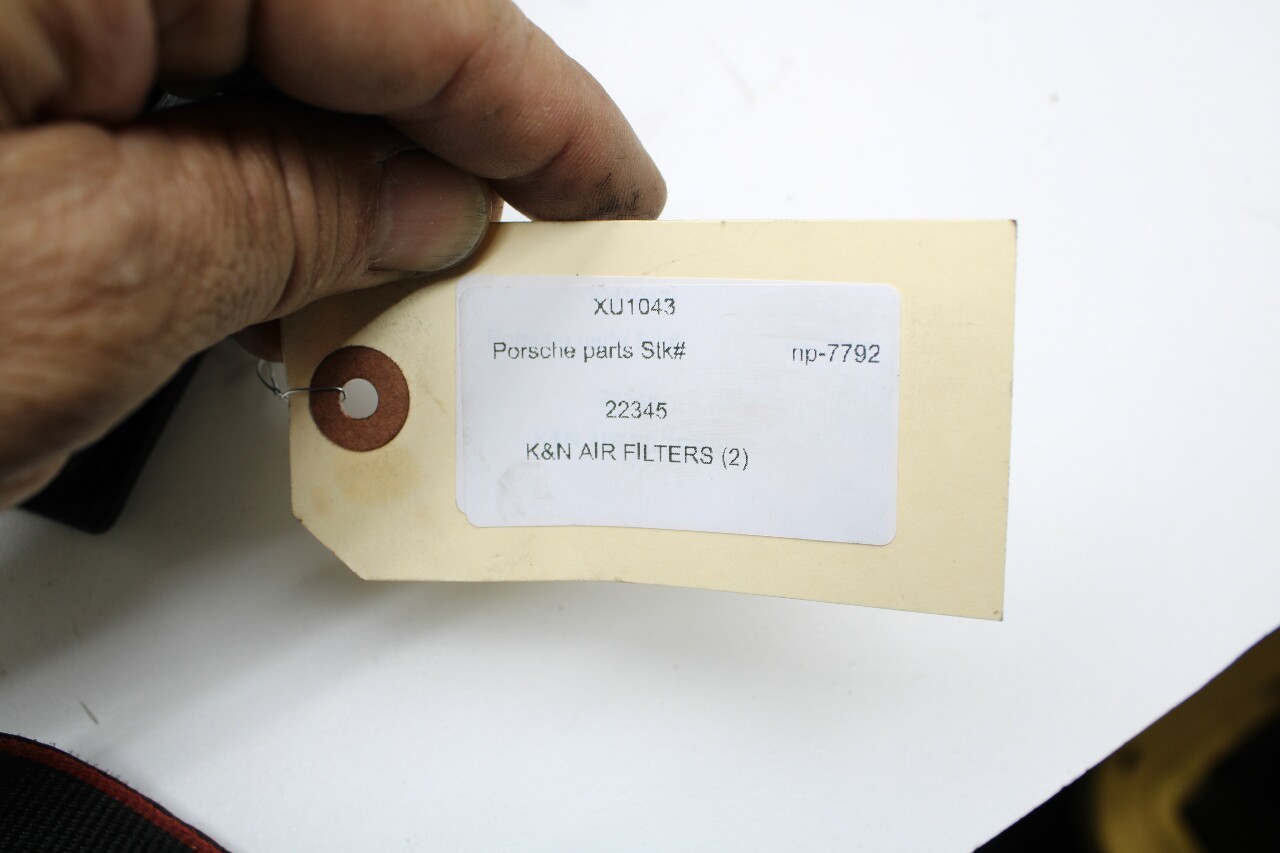 XU1043
Porsche parts Stk# np-7792
22345
K&N AIR FILTERS (2)